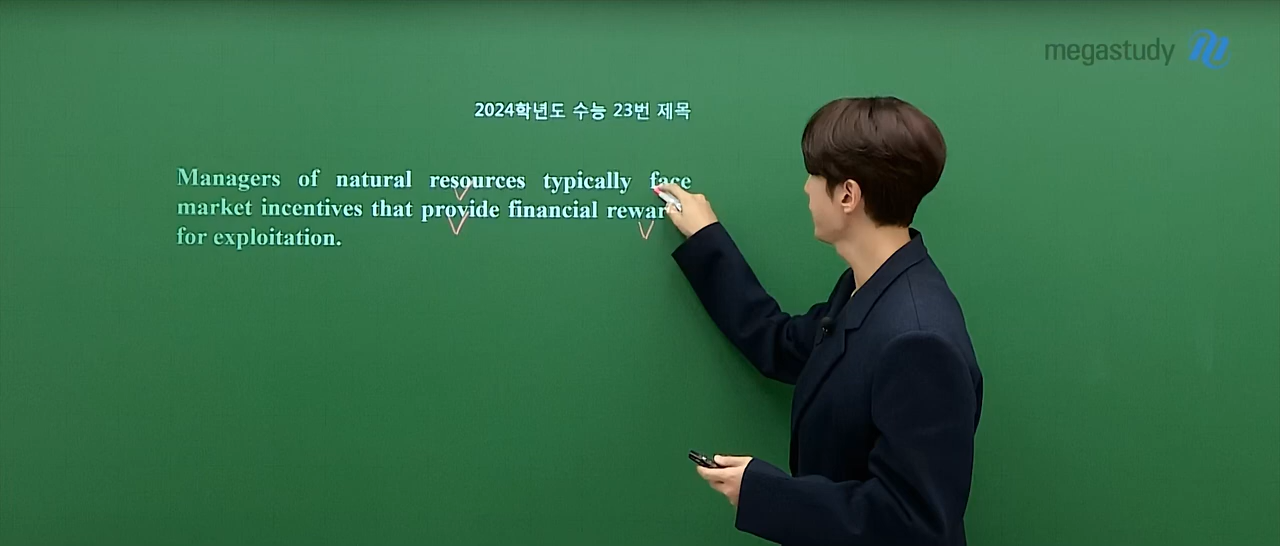 megastudy
2024학년도 수능 23번 제목
Managers of natural resources typically face
market incentives that provide financial
for exploitation.